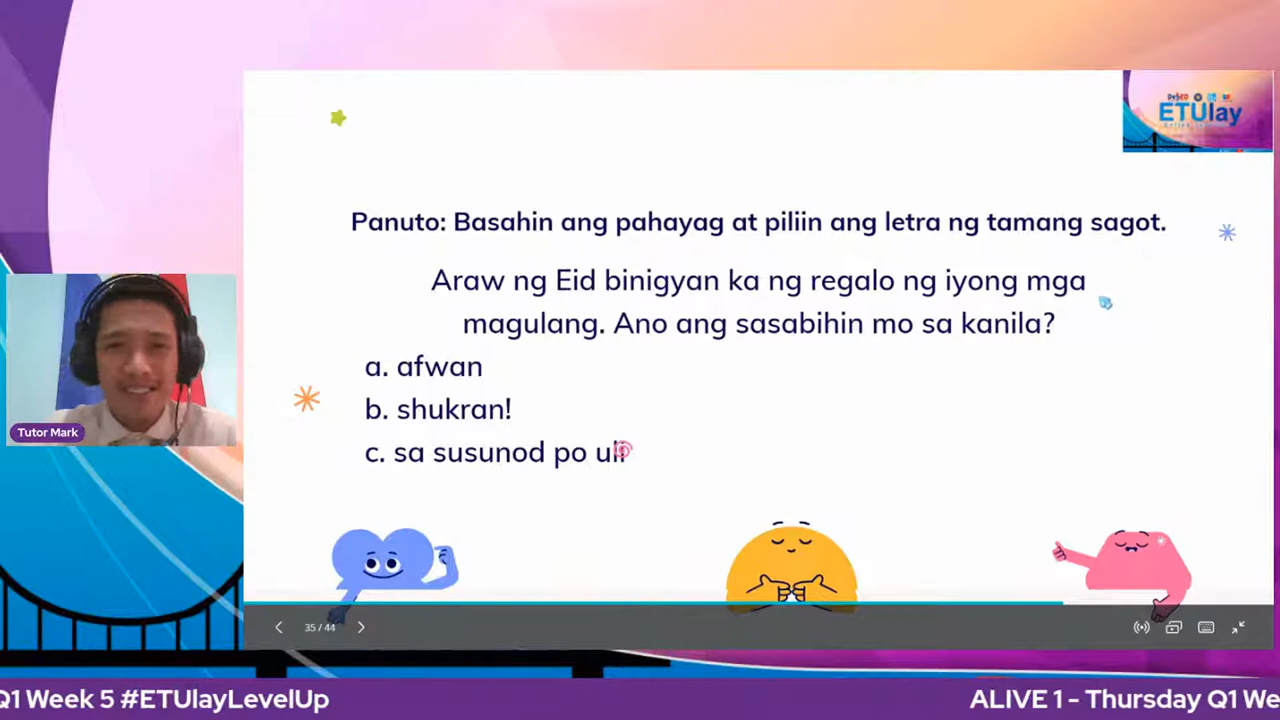 DepED
ETUlay
Panuto: Basahin ang pahayag at piliin ang letra ng tamang sagot.
Araw ng Eid binigyan ka ng regalo ng iyong mga
magulang. Ano ang sasabihin mo sa kanila?
a. afwan
b. shukran!
c. sa susunod po uli
Tutor Mark
35 / 44
Q1 Week 5 #ETUlayLevelUp
ALIVE 1 - Thursday Q1 We